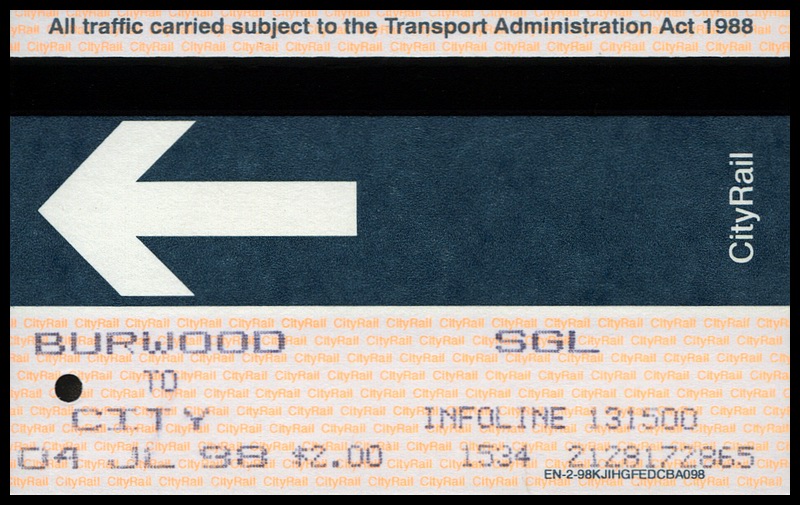 All traffic carried subject to the Transport Administration Act 1988
CityRail
BURWOOD SGL
TO
CITY INFOLINE 131500
04 JL 98 $2.00 1534 2128172865
EN-2-98KJIHGFEDCBA098